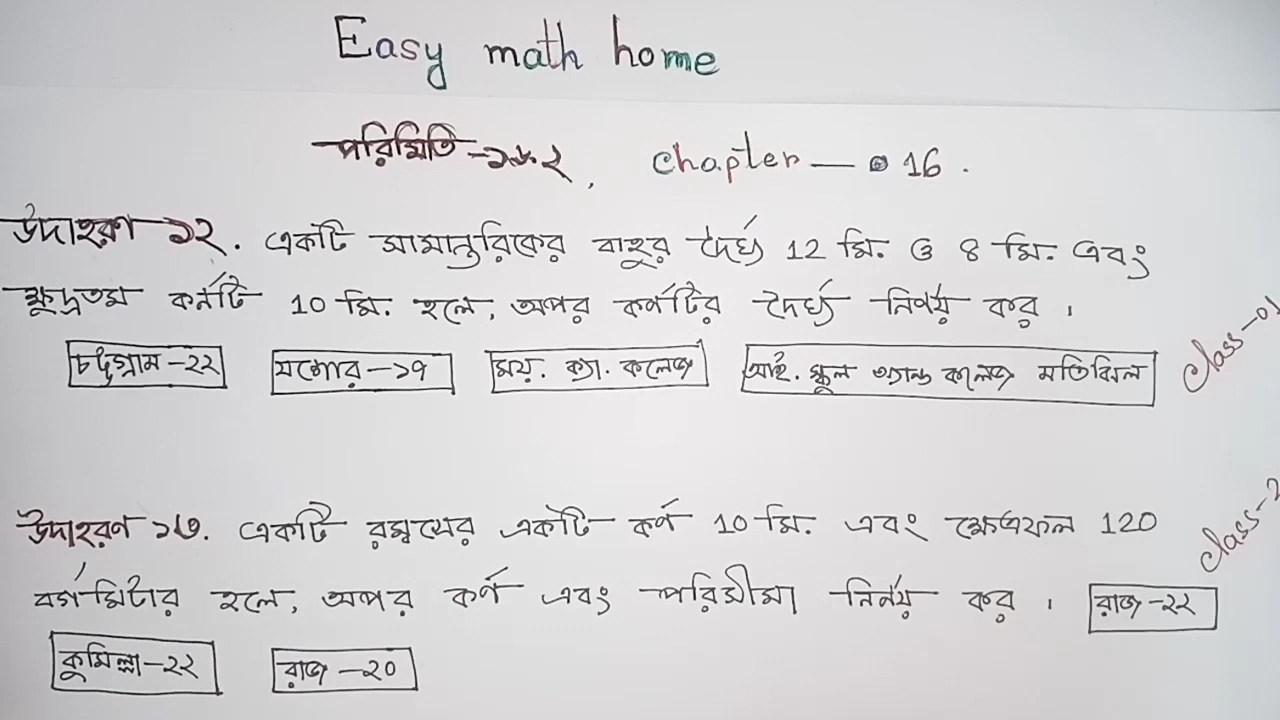 Easy math home
পরিমিতি-১৬.২, chapter — 16.
উদাহরণ ১২. একটি সামান্তরিকের বাহুর দৈর্ঘ্য 12 মি. ও 8 মি. এবং
ক্ষুদ্রতম কর্নটি 10 মি. হলে, অপর কর্ণটির দৈর্ঘ্য নির্ণয় কর।
চট্টগ্রাম-২২ যশোর-১৭ ময়. ক্যা. কলেজ আই. স্কুল অ্যান্ড কলেজ মতিঝিল
class-01
উদাহরণ ১৩. একটি রম্বসের একটি কর্ণ 10 মি. এবং ক্ষেত্রফল 120
class-2
বর্গমিটার হলে, অপর কর্ণ এবং পরিসীমা নির্ণয় কর। রাজ-২২
কুমিল্লা-২২ রাজ-২০